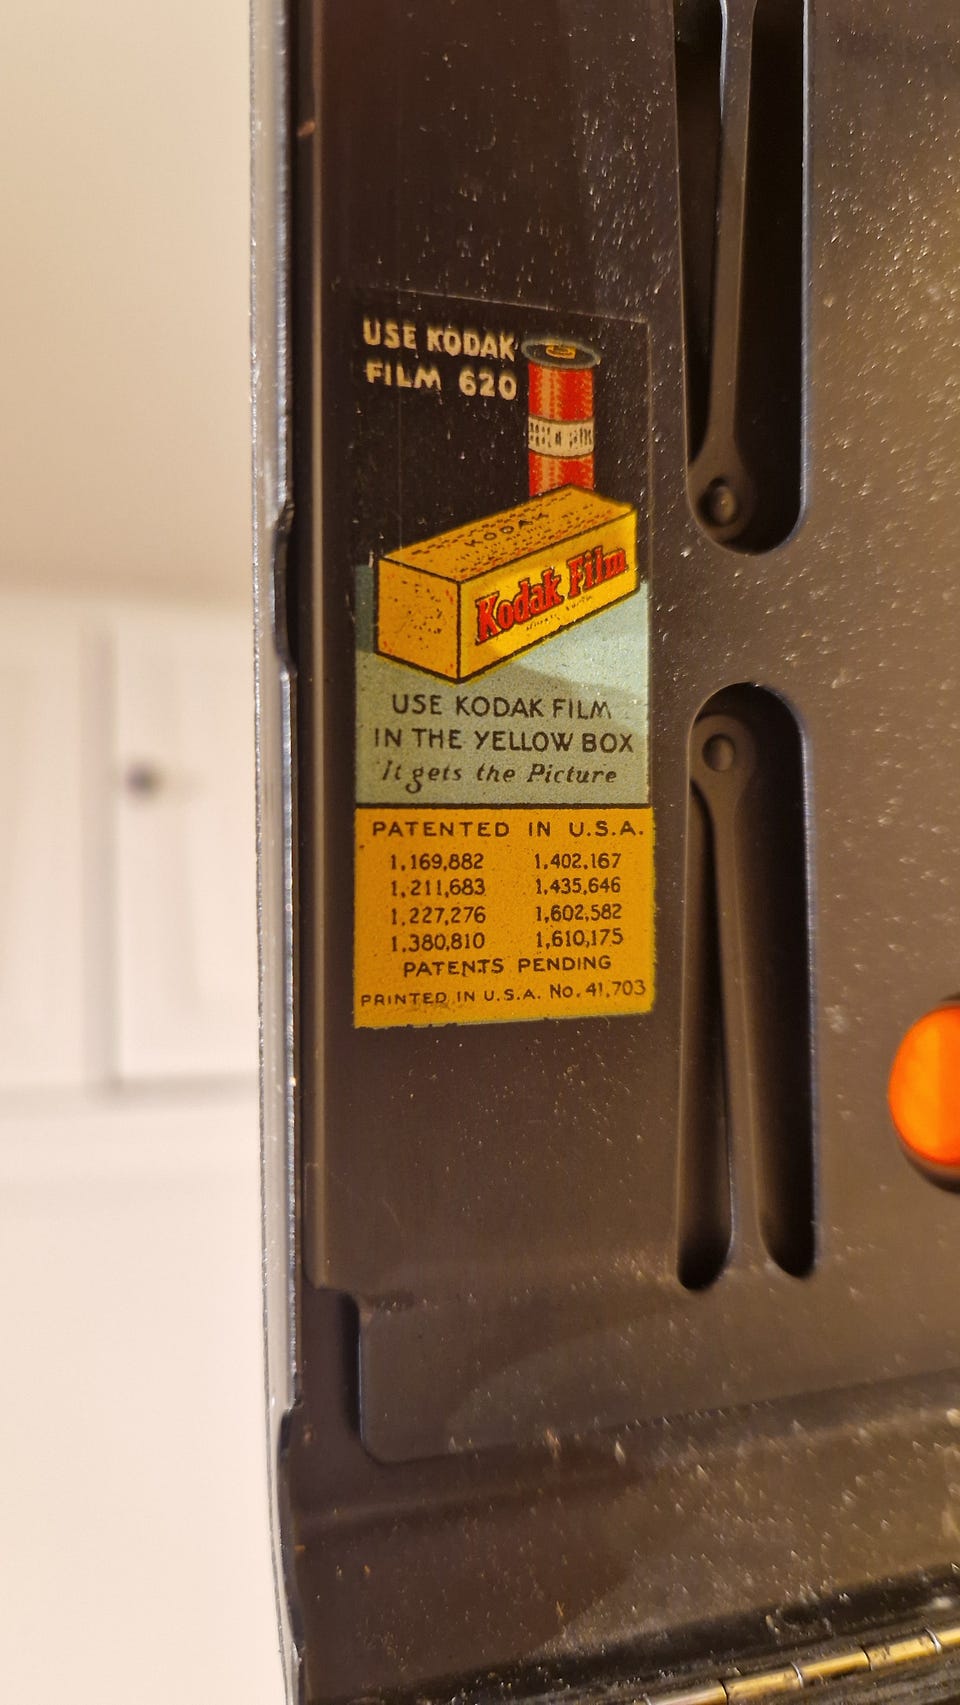 USE KODAK
FILM 620
KODAK
Kodak Film
USE KODAK FILM
IN THE YELLOW BOX
It gets the Picture
PATENTED IN U.S.A.
1,169,882 1,402,167
1,211,683 1,435,646
1,227,276 1,602,582
1,380,810 1,610,175
PATENTS PENDING
PRINTED IN U.S.A. No. 41,703